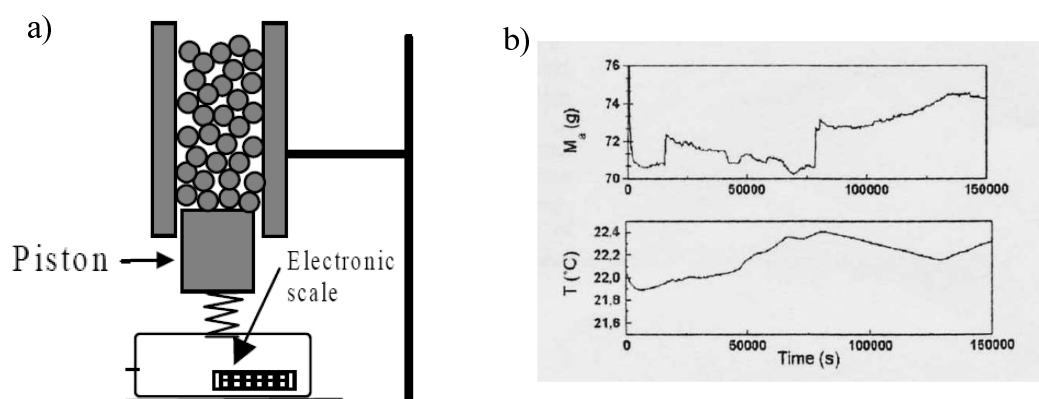 a)
Piston
Electronic
scale
b)
76
74
72
70
M_a (g)
0
50000
100000
150000
22,4
22,2
22,0
21,8
21,6
T (°C)
0
50000
100000
150000
Time (s)